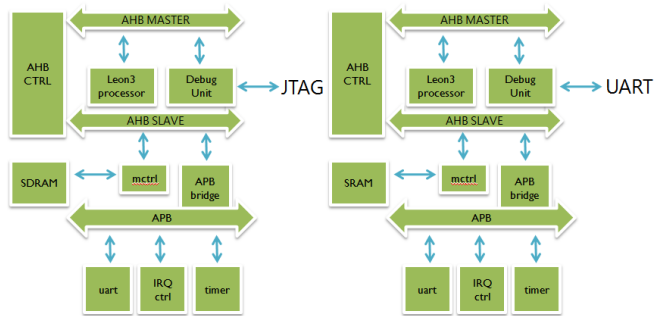 AHB MASTER
AHB
CTRL
Leon3
processor
Debug
Unit
JTAG
AHB SLAVE
SDRAM
mctrl
APB
bridge
APB
uart
IRQ
ctrl
timer
AHB MASTER
AHB
CTRL
Leon3
processor
Debug
Unit
UART
AHB SLAVE
SRAM
mctrl
APB
bridge
APB
uart
IRQ
ctrl
timer